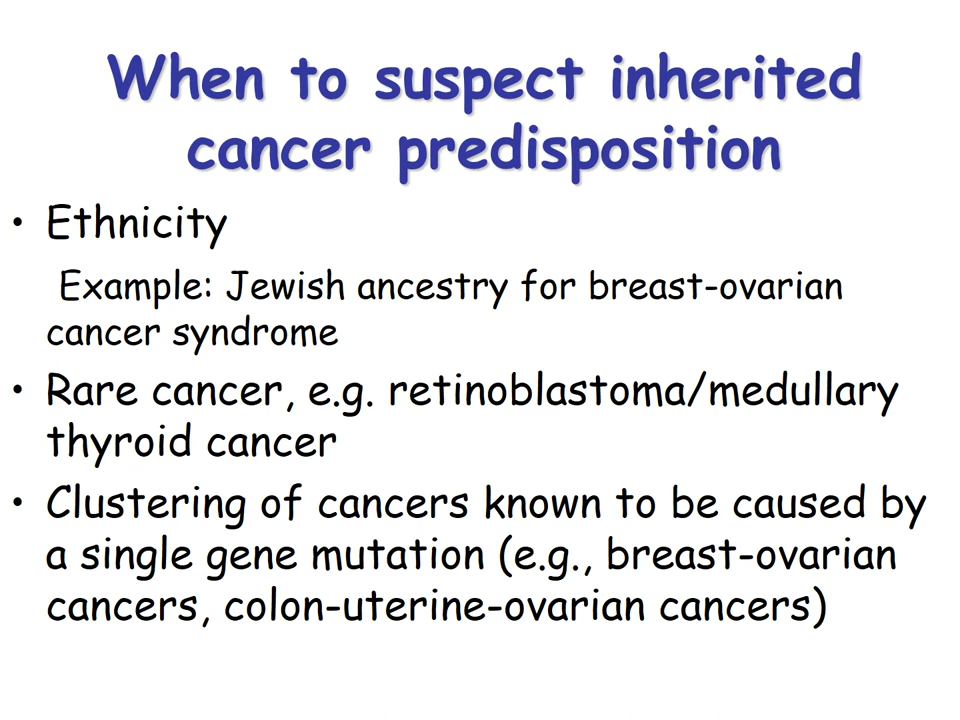 When to suspect inherited
cancer predisposition
• Ethnicity
Example: Jewish ancestry for breast-ovarian
cancer syndrome
• Rare cancer, e.g. retinoblastoma/medullary
thyroid cancer
• Clustering of cancers known to be caused by
a single gene mutation (e.g., breast-ovarian
cancers, colon-uterine-ovarian cancers)